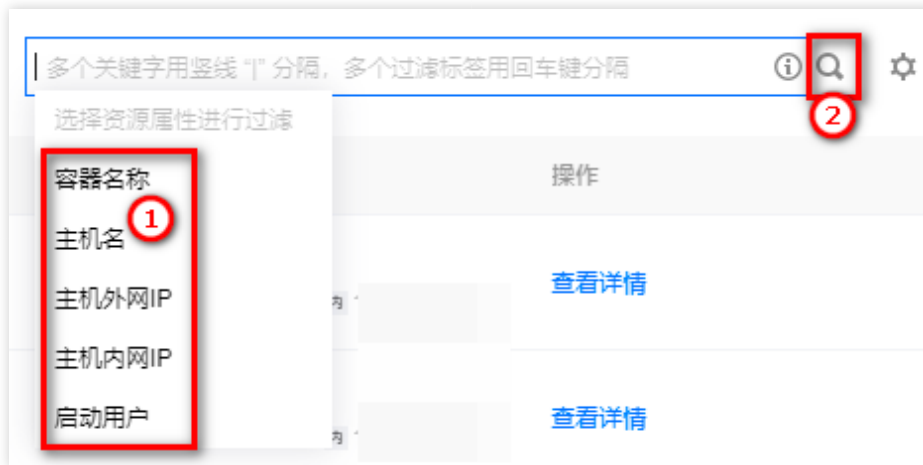 多个关键字用竖线 "|" 分隔，多个过滤标签用回车键分隔
2
选择资源属性进行过滤
容器名称
操作
1
主机名
主机外网IP
内
查看详情
主机内网IP
启动用户
内
查看详情